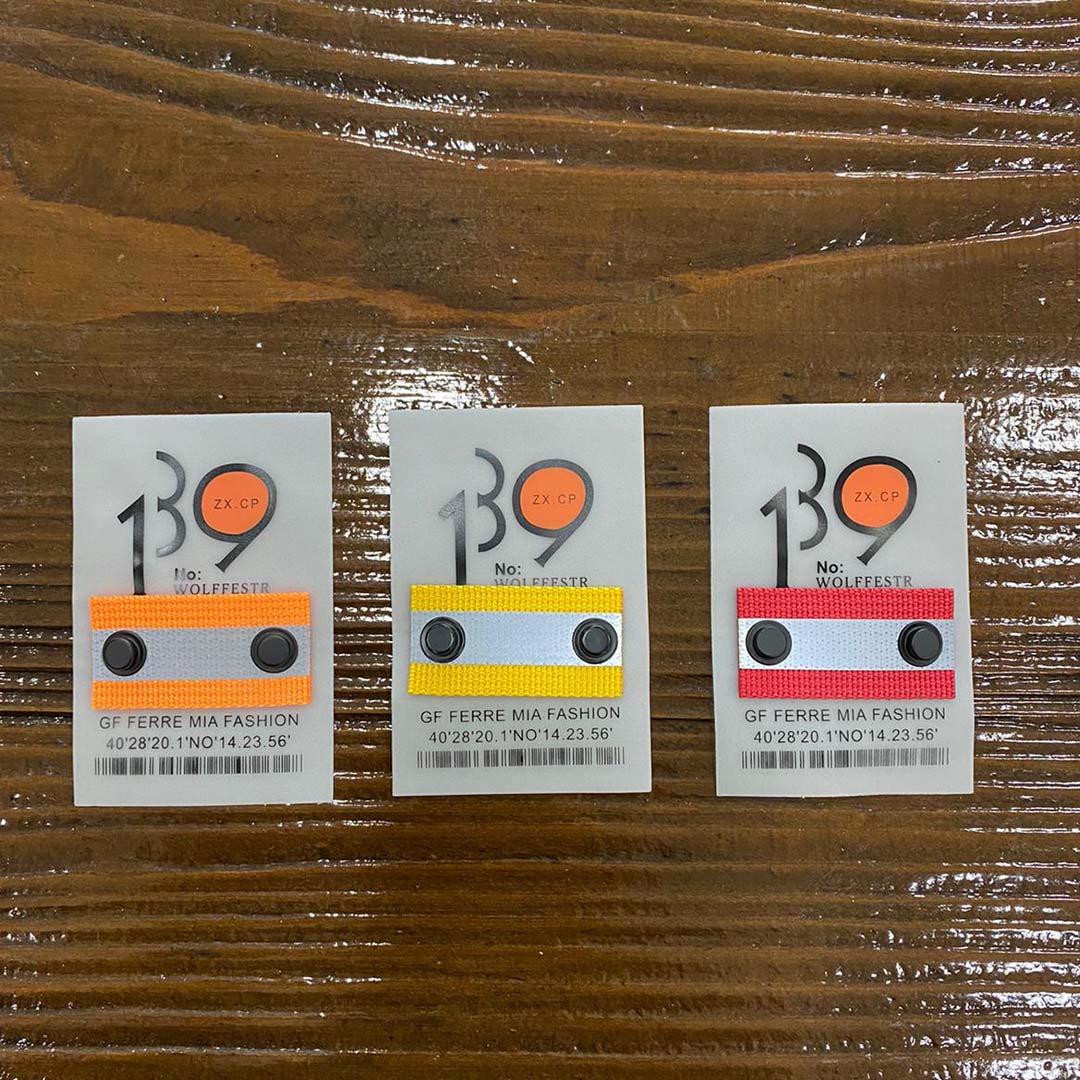 139
ZX.CP
No:
WOLFFESTR
GF FERRE MIA FASHION
40'28'20.1'NO'14.23.56'
139
ZX.CP
No:
WOLFFESTR
GF FERRE MIA FASHION
40'28'20.1'NO'14.23.56'
139
ZX.CP
No:
WOLFFESTR
GF FERRE MIA FASHION
40'28'20.1'NO'14.23.56'